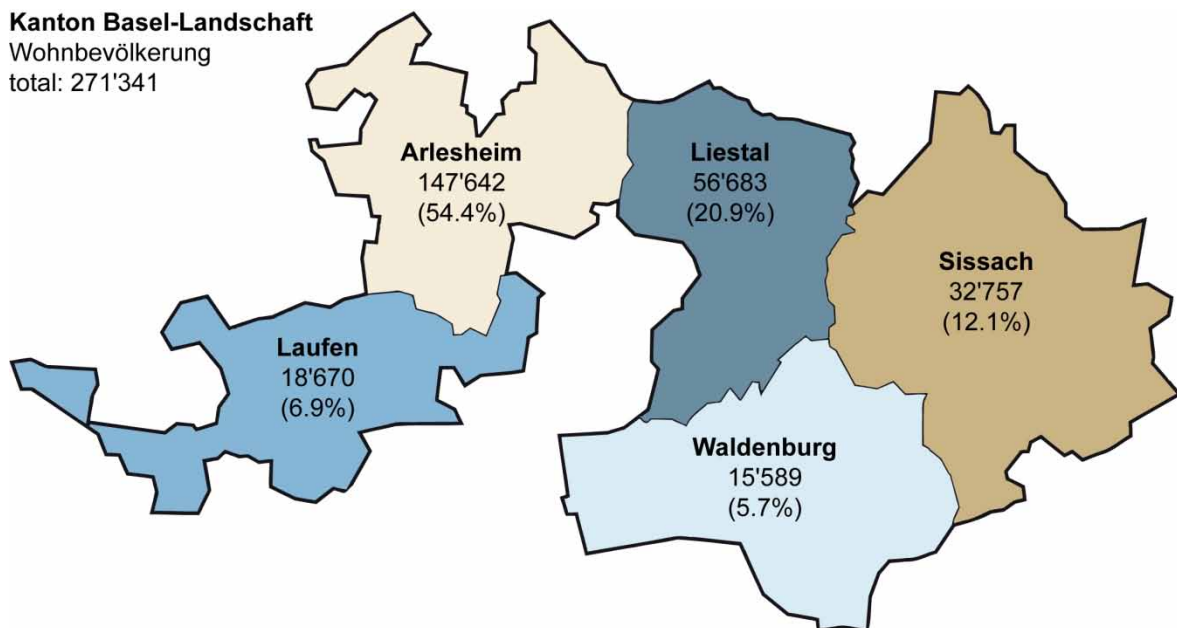 Kanton Basel-Landschaft
Wohnbevölkerung
total: 271'341
Arlesheim
147'642
(54.4%)
Liestal
56'683
(20.9%)
Sissach
32'757
(12.1%)
Laufen
18'670
(6.9%)
Waldenburg
15'589
(5.7%)